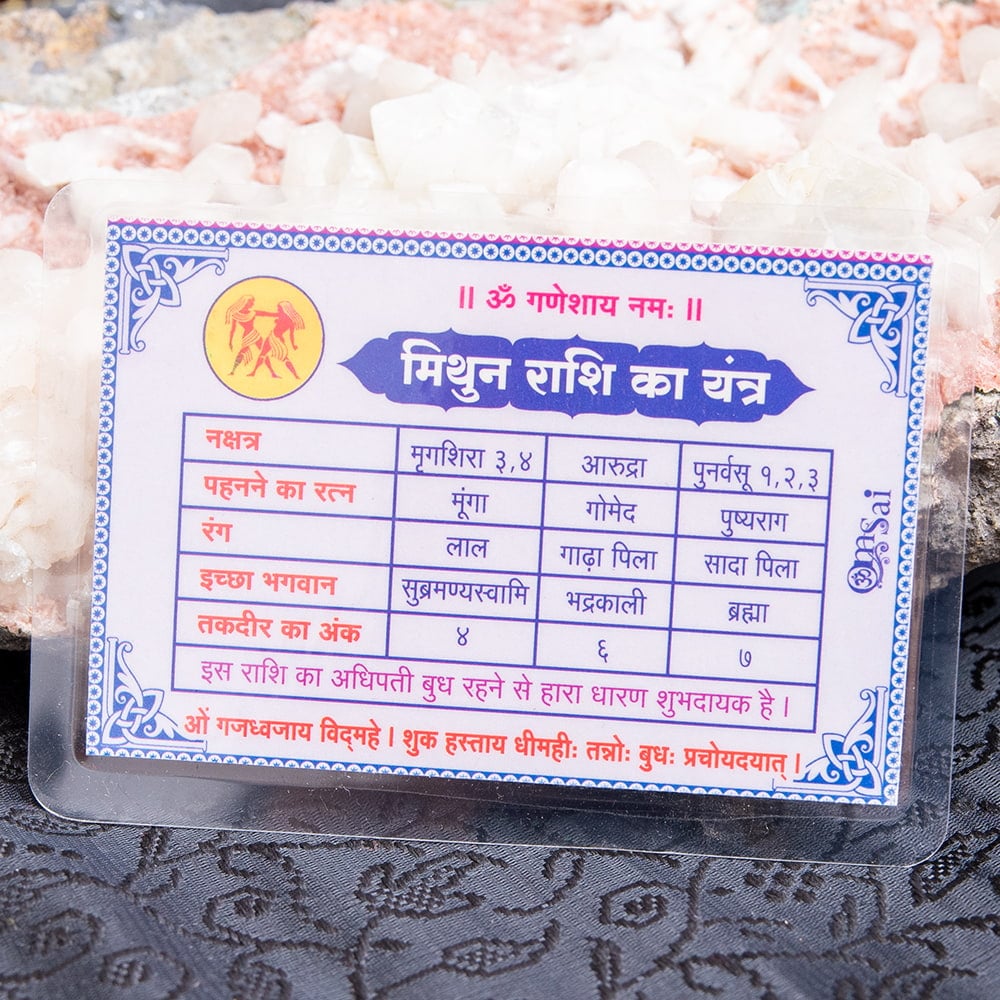 ॥ ॐ गणेशाय नमः ॥
मिथुन राशि का यंत्र
नक्षत्र मृगशिरा ३,४ आरुद्रा पुनर्वसू १,२,३
पहनने का रत्न मूंगा गोमेद पुष्यराग
रंग लाल गाढ़ा पिला सादा पिला
इच्छा भगवान सुब्रमण्यस्वामि भद्रकाली ब्रह्मा
तकदीर का अंक ४ ६ ७
इस राशि का अधिपती बुध रहने से हारा धारण शुभदायक है ।
ओं गजध्वजाय विद्महे । शुक हस्ताय धीमहीः तन्नोः बुधः प्रचोयदयात् ।
OmSai